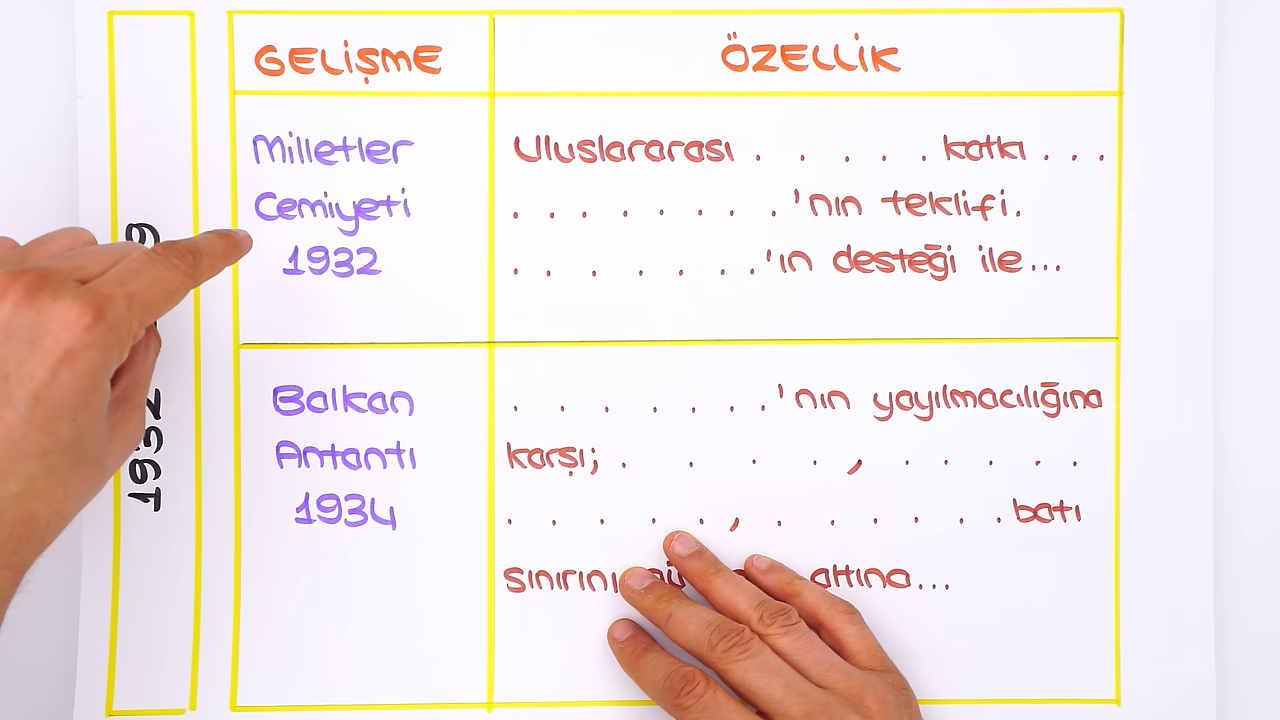 GELİŞME
ÖZELLİK
Milletler
Cemiyeti
1932
Uluslararası . . . . . katkı . . .
. . . . . . . . 'nın teklifi.
. . . . . . . 'ın desteği ile...
Balkan
Antantı
1934
. . . . . . . 'nın yayılmacılığına
karşı; . . . . , . . . . .
. . . . . , . . . . . batı
sınırını altına...